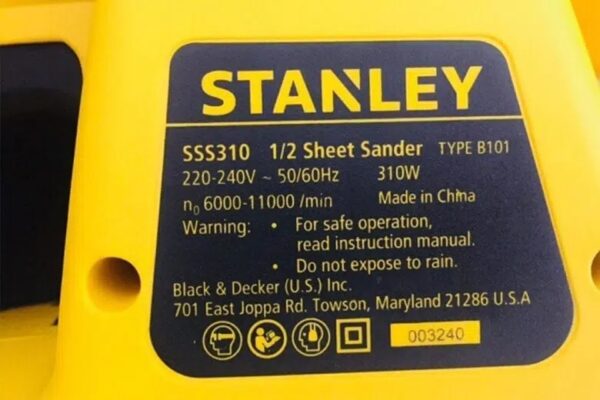 STANLEY
SSS310 1/2 Sheet Sander TYPE B101
220-240V ~ 50/60Hz 310W
n₀ 6000-11000 /min Made in China
Warning: • For safe operation,
read instruction manual.
• Do not expose to rain.
Black & Decker (U.S.) Inc.
701 East Joppa Rd. Towson, Maryland 21286 U.S.A
003240